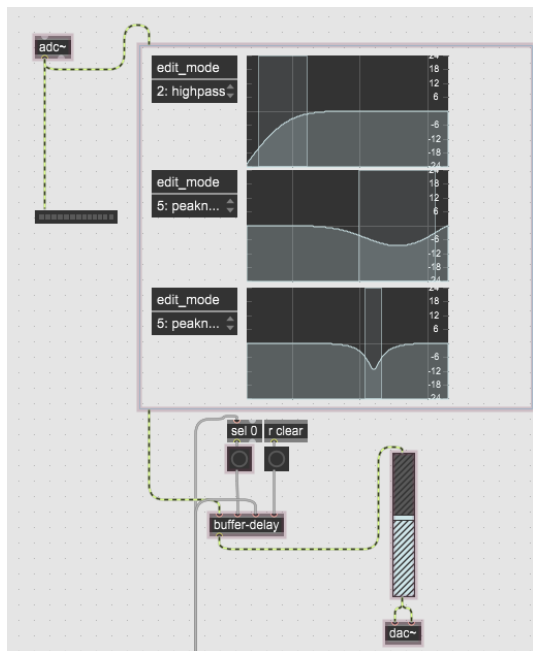 adc~
edit_mode
2: highpass
24
18
12
6
-6
-12
-18
-24
edit_mode
5: peakn...
18
12
6
-6
-12
-18
-24
edit_mode
5: peakn...
24
18
12
6
-6
-12
-18
24
sel 0
r clear
buffer-delay
dac~